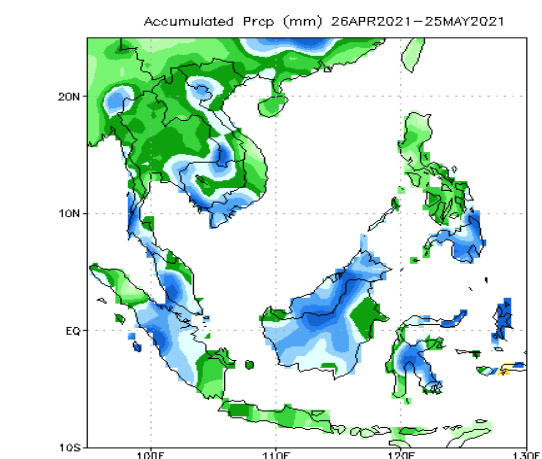 Accumulated Prcp (mm) 26APR2021-25MAY2021
20N
10N
EQ
10S
100E 110E 120E 130E